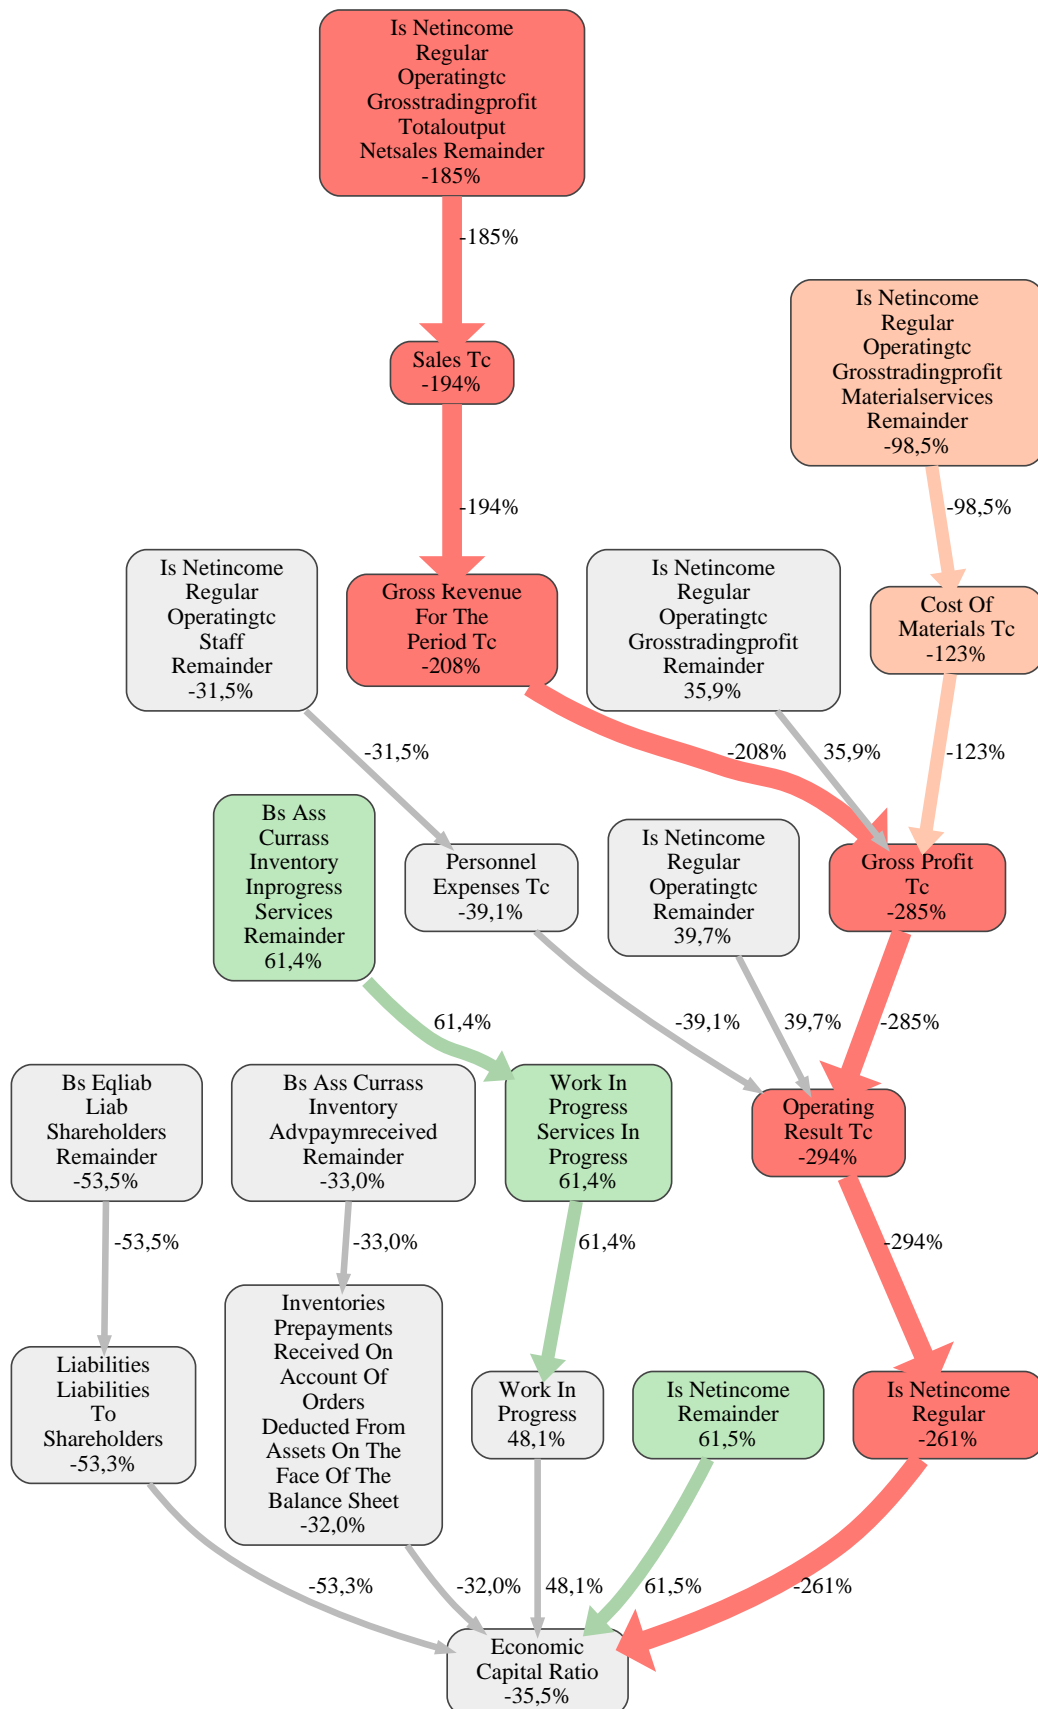 Is Netincome
Regular
Operatingtc
Grosstradingprofit
Totaloutput
Netsales Remainder
-185%
-185%
Is Netincome
Regular
Operatingtc
Grosstradingprofit
Materialservices
Remainder
-98,5%
Sales Tc
-194%
-194%
-98,5%
Is Netincome
Regular
Operatingtc
Staff
Remainder
-31,5%
Gross Revenue
For The
Period Tc
-208%
Is Netincome
Regular
Operatingtc
Grosstradingprofit
Remainder
35,9%
Cost Of
Materials Tc
-123%
-31,5%
-208%
35,9%
-123%
Bs Ass
Currass
Inventory
Inprogress
Services
Remainder
61,4%
Personnel
Expenses Tc
-39,1%
Is Netincome
Regular
Operatingtc
Remainder
39,7%
Gross Profit
Tc
-285%
61,4%
-39,1%
39,7%
-285%
Bs Eqliab
Liab
Shareholders
Remainder
-53,5%
Bs Ass Currass
Inventory
Advpaymreceived
Remainder
-33,0%
Work In
Progress
Services In
Progress
61,4%
Operating
Result Tc
-294%
-53,5%
-33,0%
61,4%
-294%
Liabilities
Liabilities
To
Shareholders
-53,3%
Inventories
Prepayments
Received On
Account Of
Orders
Deducted From
Assets On The
Face Of The
Balance Sheet
-32,0%
Work In
Progress
48,1%
Is Netincome
Remainder
61,5%
Is Netincome
Regular
-261%
-53,3%
-32,0%
48,1%
61,5%
-261%
Economic
Capital Ratio
-35,5%